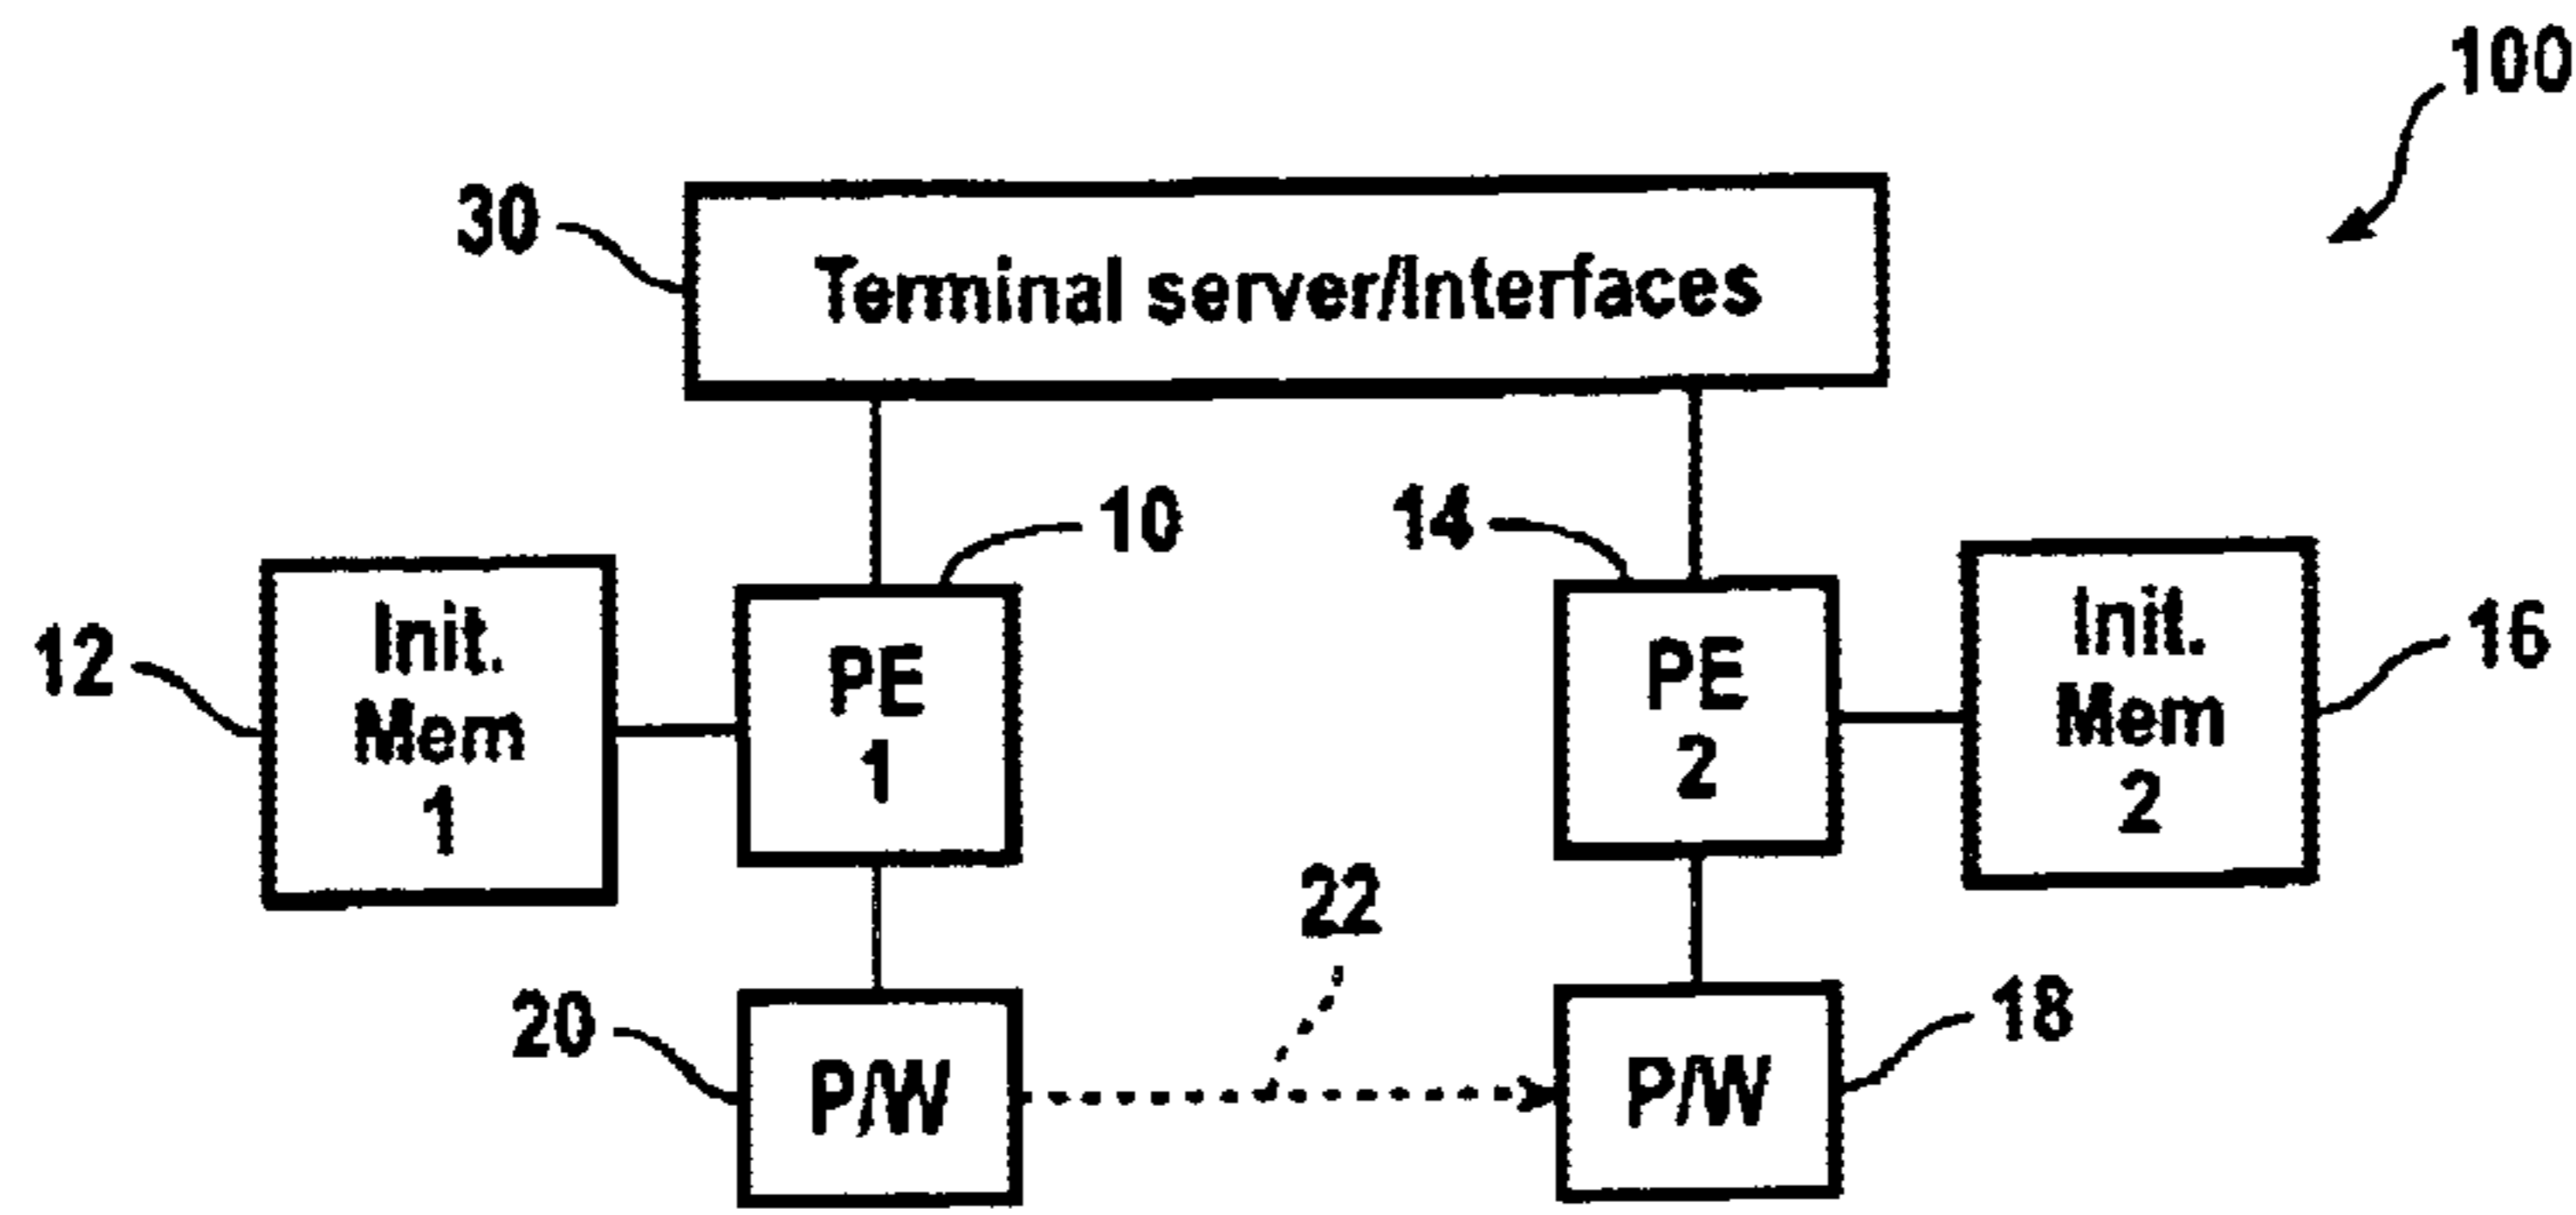 100
30
Terminal server/Interfaces
10
14
12
Init.
Mem
1
PE
1
PE
2
Init.
Mem
2
16
22
20
P/W
P/W
18